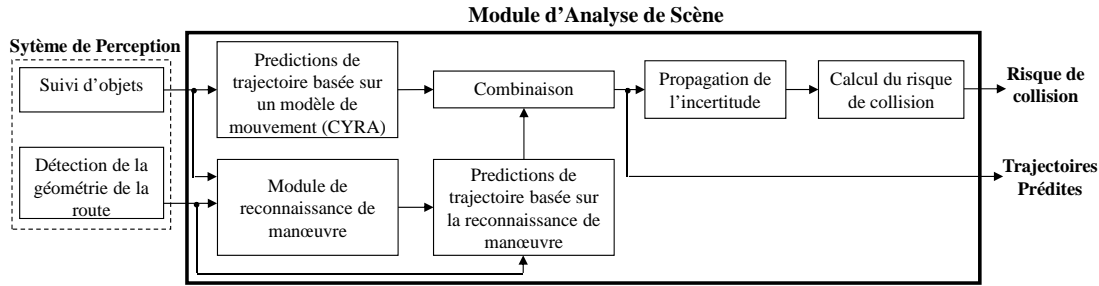 Module d'Analyse de Scène
Sytème de Perception
Suivi d'objets
Détection de la
géométrie de la
route
Predictions de
trajectoire basée sur
un modèle de
mouvement (CYRA)
Module de
reconnaissance de
manœuvre
Combinaison
Predictions de
trajectoire basée sur
la reconnaissance de
manœuvre
Propagation de
l'incertitude
Calcul du risque
de collision
Risque de
collision
Trajectoires
Prédites